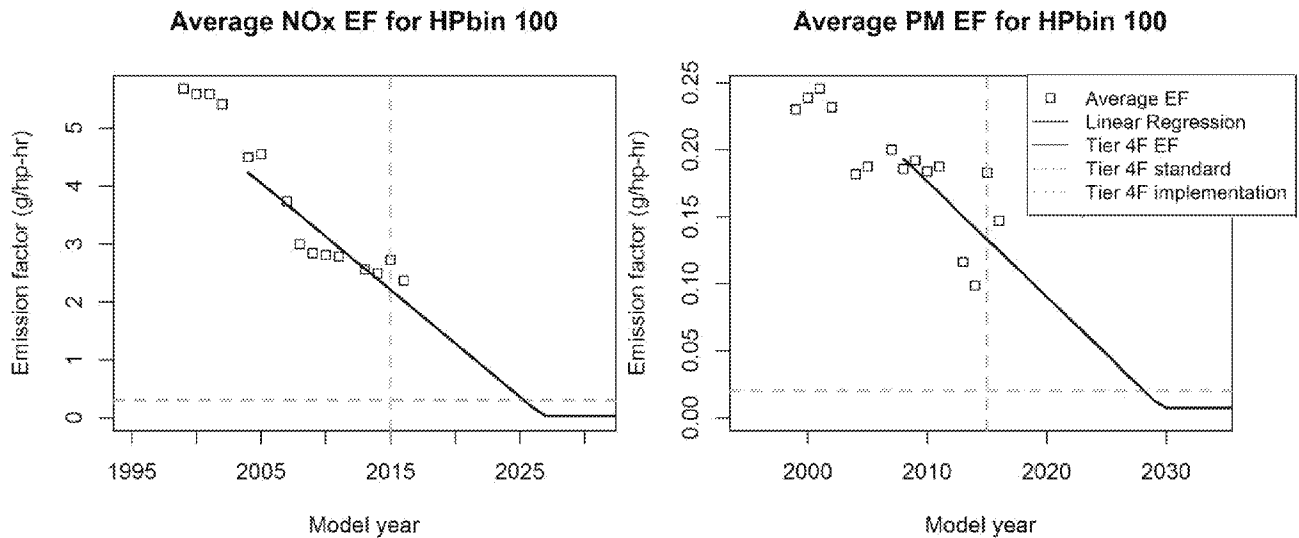 Average NOx EF for HPbin 100
Emission factor (g/hp-hr)
5
4
3
2
1
0
1995 2005 2015 2025
Model year
Average PM EF for HPbin 100
Emission factor (g/hp-hr)
0.25
0.20
0.15
0.10
0.05
0.00
2000 2010 2020 2030
Model year
Average EF
Linear Regression
Tier 4F EF
Tier 4F standard
Tier 4F implementation